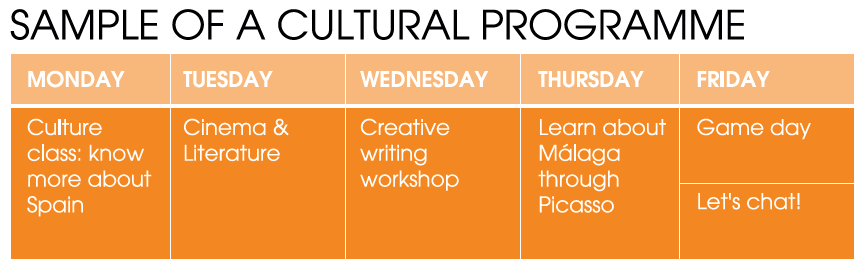 SAMPLE OF A CULTURAL PROGRAMME
MONDAY
TUESDAY
WEDNESDAY
THURSDAY
FRIDAY
Culture
class: know
more about
Spain
Cinema &
Literature
Creative
writing
workshop
Learn about
Málaga
through
Picasso
Game day
Let's chat!